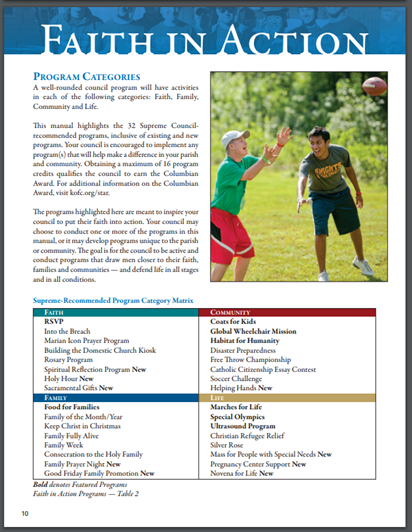 FAITH IN ACTION
PROGRAM CATEGORIES
A well-rounded council program will have activities
in each of the following categories: Faith, Family,
Community and Life.
This manual highlights the 32 Supreme Council-
recommended programs, inclusive of existing and new
programs. Your council is encouraged to implement any
program(s) that will help make a difference in your parish
and community. Obtaining a maximum of 16 program
credits qualifies the council to earn the Columbian
Award. For additional information on the Columbian
Award, visit kofc.org/star.
The programs highlighted here are meant to inspire your
council to put their faith into action. Your council may
choose to conduct one or more of the programs in this
manual, or it may develop programs unique to the parish
or community. The goal is for the council to be active and
conduct programs that draw men closer to their faith,
families and communities — and defend life in all stages
and in all conditions.
Supreme-Recommended Program Category Matrix
FAITH
RSVP
Into the Breach
Marian Icon Prayer Program
Building the Domestic Church Kiosk
Rosary Program
Spiritual Reflection Program New
Holy Hour New
Sacramental Gifts New
COMMUNITY
Coats for Kids
Global Wheelchair Mission
Habitat for Humanity
Disaster Preparedness
Free Throw Championship
Catholic Citizenship Essay Contest
Soccer Challenge
Helping Hands New
FAMILY
Food for Families
Family of the Month/Year
Keep Christ in Christmas
Family Fully Alive
Family Week
Consecration to the Holy Family
Family Prayer Night New
Good Friday Family Promotion New
LIFE
Marches for Life
Special Olympics
Ultrasound Program
Christian Refugee Relief
Silver Rose
Mass for People with Special Needs New
Pregnancy Center Support New
Novena for Life New
Bold denotes Featured Programs
Faith in Action Programs — Table 2
10